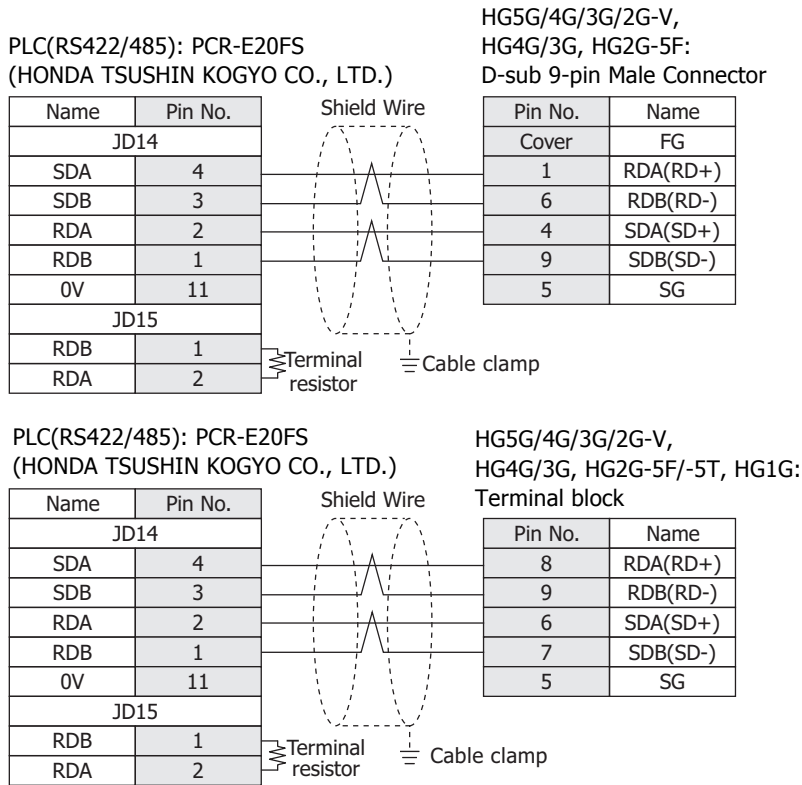 PLC(RS422/485): PCR-E20FS
(HONDA TSUSHIN KOGYO CO., LTD.)
HG5G/4G/3G/2G-V,
HG4G/3G, HG2G-5F:
D-sub 9-pin Male Connector
Name Pin No. Shield Wire Pin No. Name
JD14 Cover FG
SDA 4 1 RDA(RD+)
SDB 3 6 RDB(RD-)
RDA 2 4 SDA(SD+)
RDB 1 9 SDB(SD-)
0V 11 5 SG
JD15
RDB 1
RDA 2
Terminal
resistor
Cable clamp
PLC(RS422/485): PCR-E20FS
(HONDA TSUSHIN KOGYO CO., LTD.)
HG5G/4G/3G/2G-V,
HG4G/3G, HG2G-5F/-5T, HG1G:
Terminal block
Name Pin No. Shield Wire Pin No. Name
JD14
SDA 4 8 RDA(RD+)
SDB 3 9 RDB(RD-)
RDA 2 6 SDA(SD+)
RDB 1 7 SDB(SD-)
0V 11 5 SG
JD15
RDB 1
RDA 2
Terminal
resistor
Cable clamp